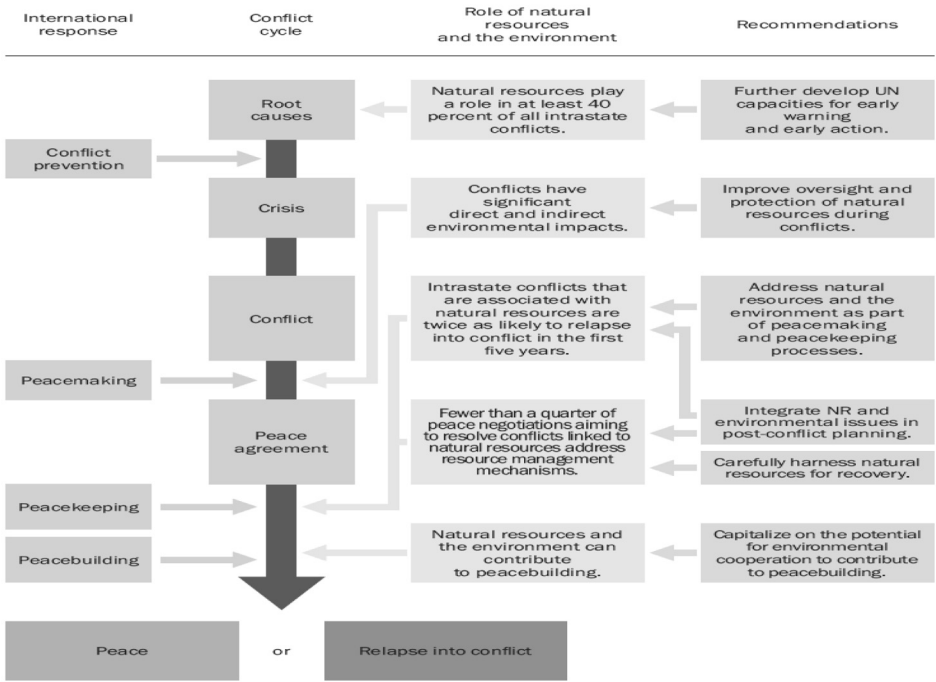 International
response
Conflict
cycle
Role of natural
resources
and the environment
Recommendations
Root
causes
Natural resources play
a role in at least 40
percent of all intrastate
conflicts.
Further develop UN
capacities for early
warning
and early action.
Conflict
prevention
Crisis
Conflicts have
significant
direct and indirect
environmental impacts.
Improve oversight and
protection of natural
resources during
conflicts.
Conflict
Intrastate conflicts that
are associated with
natural resources are
twice as likely to relapse
into conflict in the first
five years.
Address natural
resources and the
environment as part
of peacemaking
and peacekeeping
processes.
Peacemaking
Peace
agreement
Fewer than a quarter of
peace negotiations aiming
to resolve conflicts linked to
natural resources address
resource management
mechanisms.
Integrate NR and
environmental issues in
post-conflict planning.
Carefully harness natural
resources for recovery.
Peacekeeping
Peacebuilding
Natural resources and
the environment can
contribute
to peacebuilding.
Capitalize on the potential
for environmental
cooperation to contribute
to peacebuilding.
Peace
or
Relapse into conflict